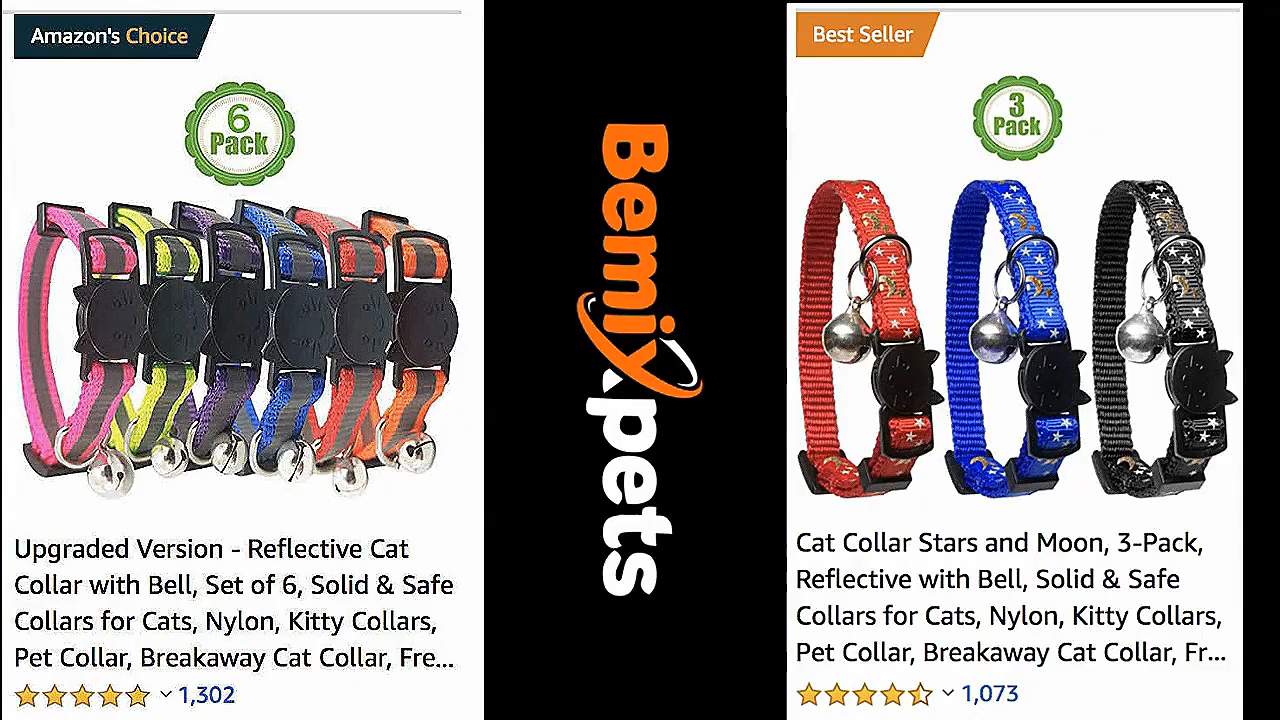 Amazon's Choice
6
Pack
Upgraded Version - Reflective Cat
Collar with Bell, Set of 6, Solid & Safe
Collars for Cats, Nylon, Kitty Collars,
Pet Collar, Breakaway Cat Collar, Fre...
1,302
Bemixpets
Best Seller
3
Pack
Cat Collar Stars and Moon, 3-Pack,
Reflective with Bell, Solid & Safe
Collars for Cats, Nylon, Kitty Collars,
Pet Collar, Breakaway Cat Collar, Fr...
1,073